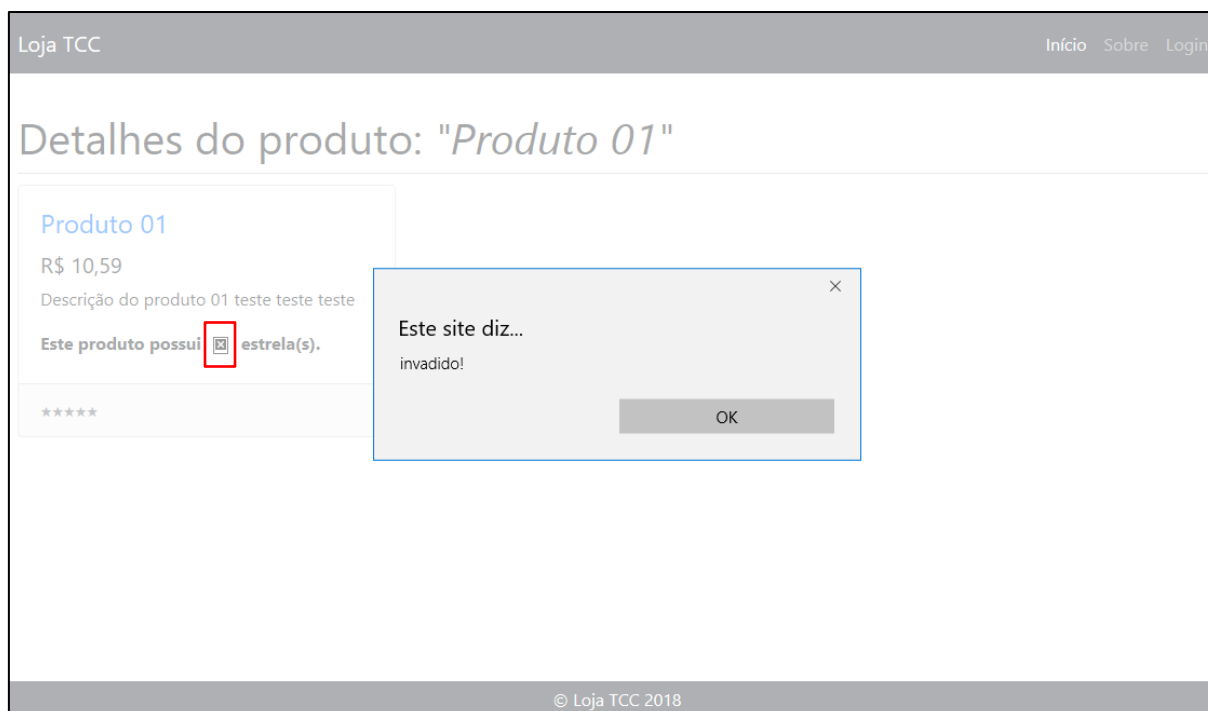 Loja TCC
Início Sobre Login
Detalhes do produto: "Produto 01"
Produto 01
R$ 10,59
Descrição do produto 01 teste teste teste
Este produto possui estrela(s).
★★★★★
Este site diz...
invadido!
OK
© Loja TCC 2018